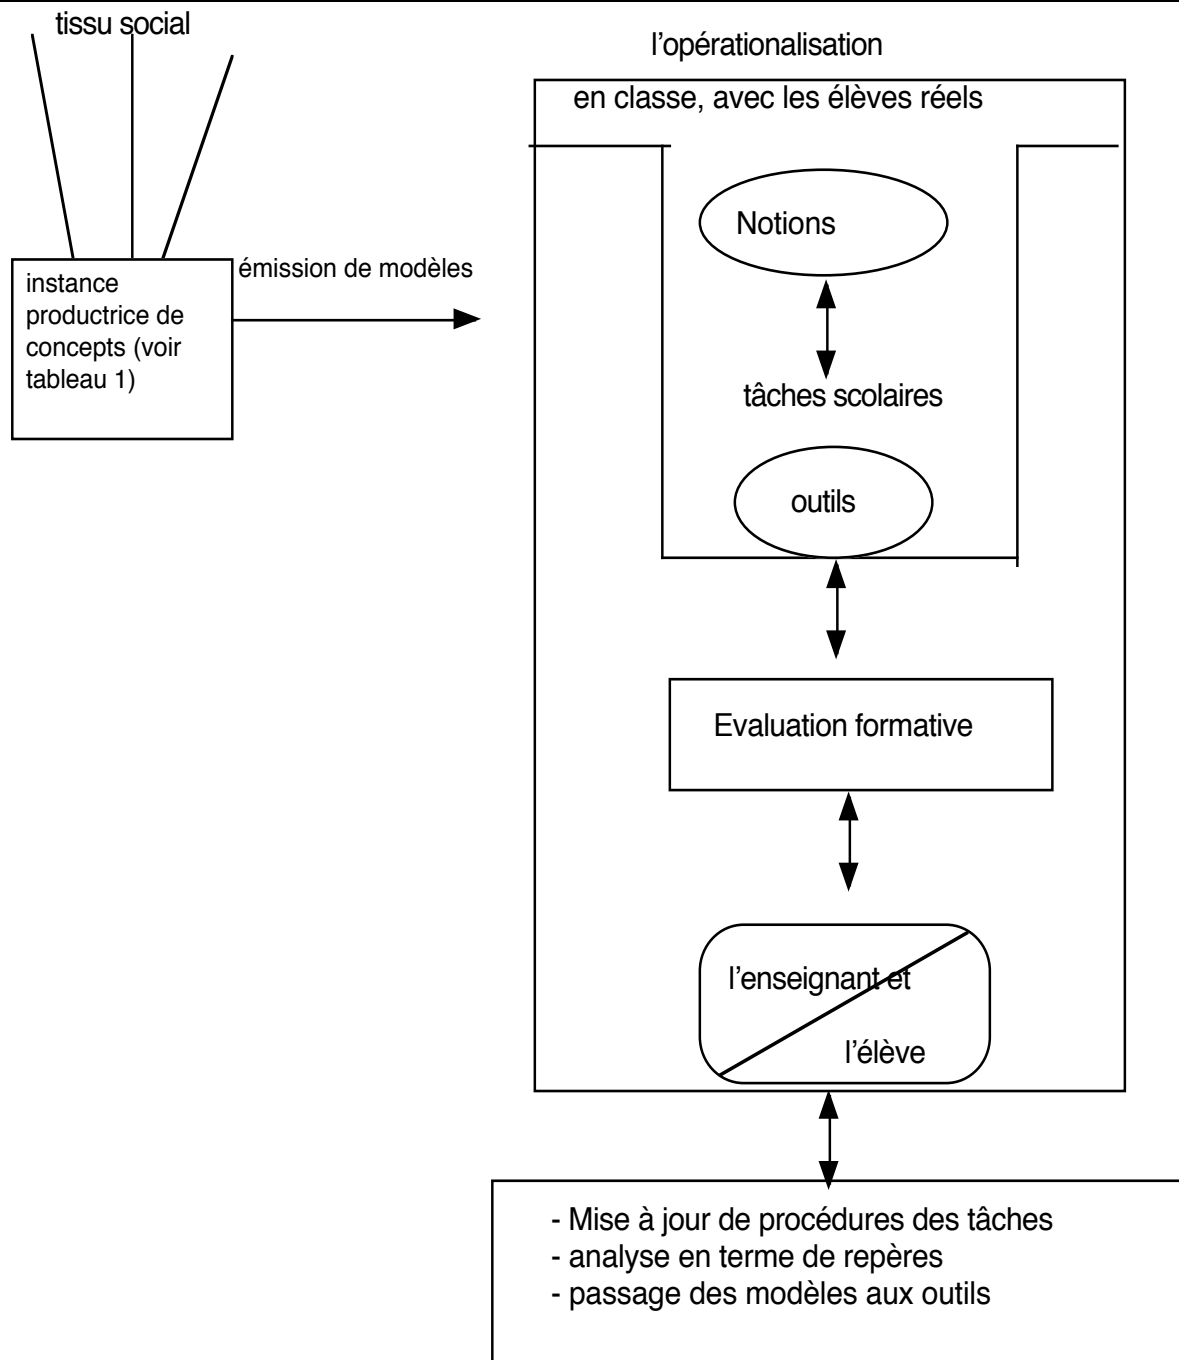 tissu social
l'opérationalisation
en classe, avec les élèves réels
Notions
émission de modèles
instance
productrice de
concepts (voir
tableau 1)
tâches scolaires
outils
Evaluation formative
l'enseignant et
l'élève
- Mise à jour de procédures des tâches
- analyse en terme de repères
- passage des modèles aux outils